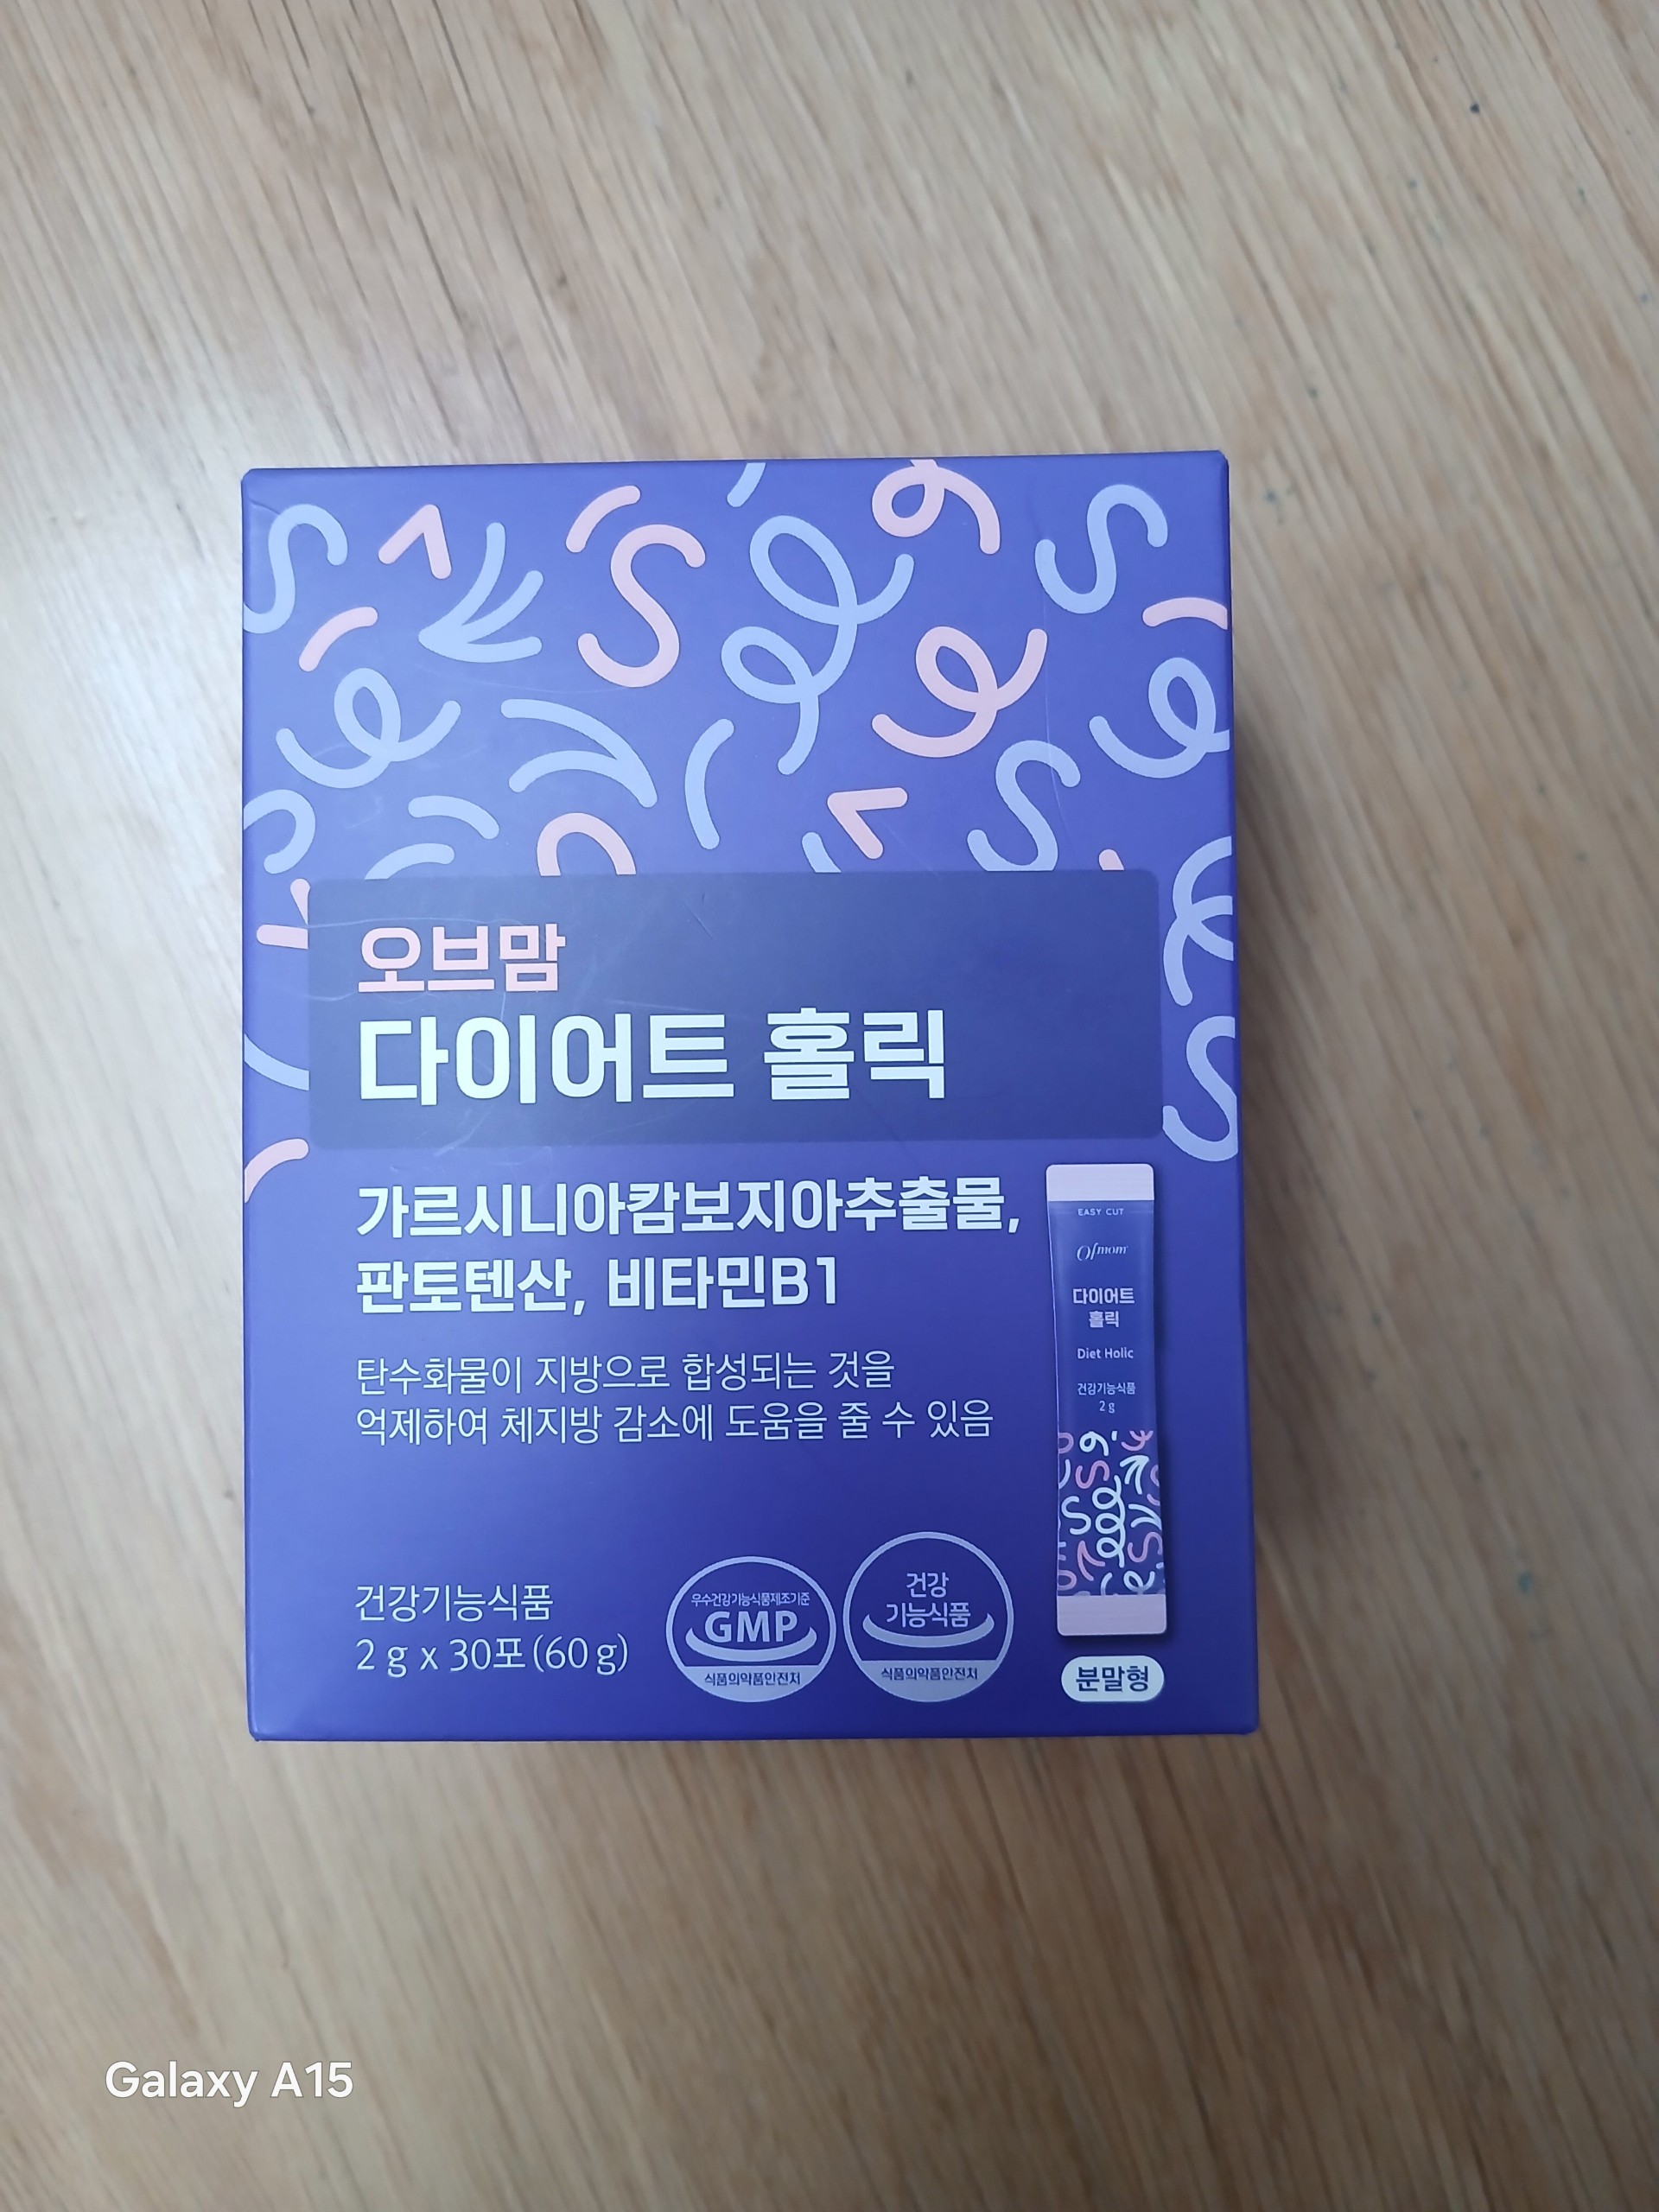 오브맘
다이어트 홀릭
가르시니아캄보지아추출물,
판토텐산, 비타민B1
탄수화물이 지방으로 합성되는 것을
억제하여 체지방 감소에 도움을 줄 수 있음
건강기능식품
2 g x 30포 (60 g)
우수건강기능식품제조기준
GMP
식품의약품안전처
건강
기능식품
식품의약품안전처
EASY CUT
Ofmom
다이어트
홀릭
Diet Holic
건강기능식품
2 g
분말형
Galaxy A15